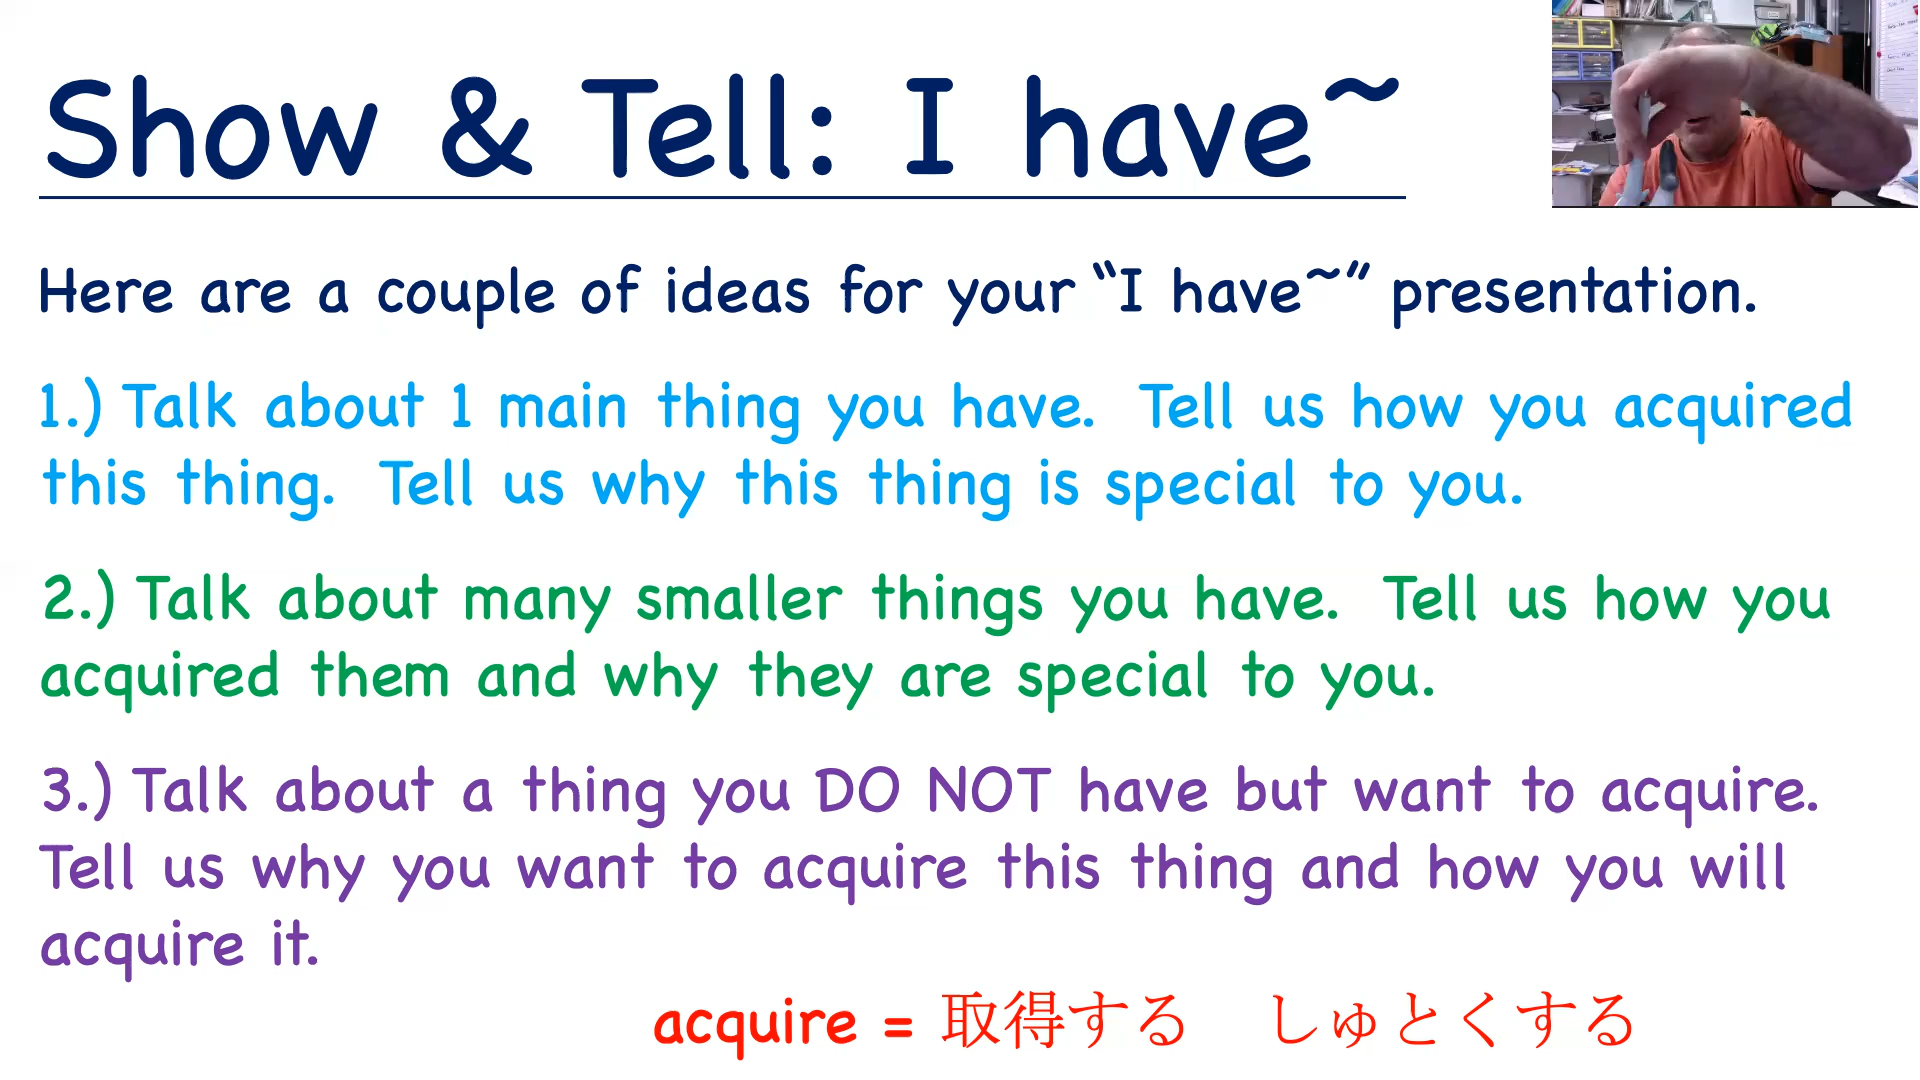 Show & Tell: I have~
Here are a couple of ideas for your “I have~” presentation.
1.) Talk about 1 main thing you have. Tell us how you acquired
this thing. Tell us why this thing is special to you.
2.) Talk about many smaller things you have. Tell us how you
acquired them and why they are special to you.
3.) Talk about a thing you DO NOT have but want to acquire.
Tell us why you want to acquire this thing and how you will
acquire it.
acquire = 取得する しゅとくする